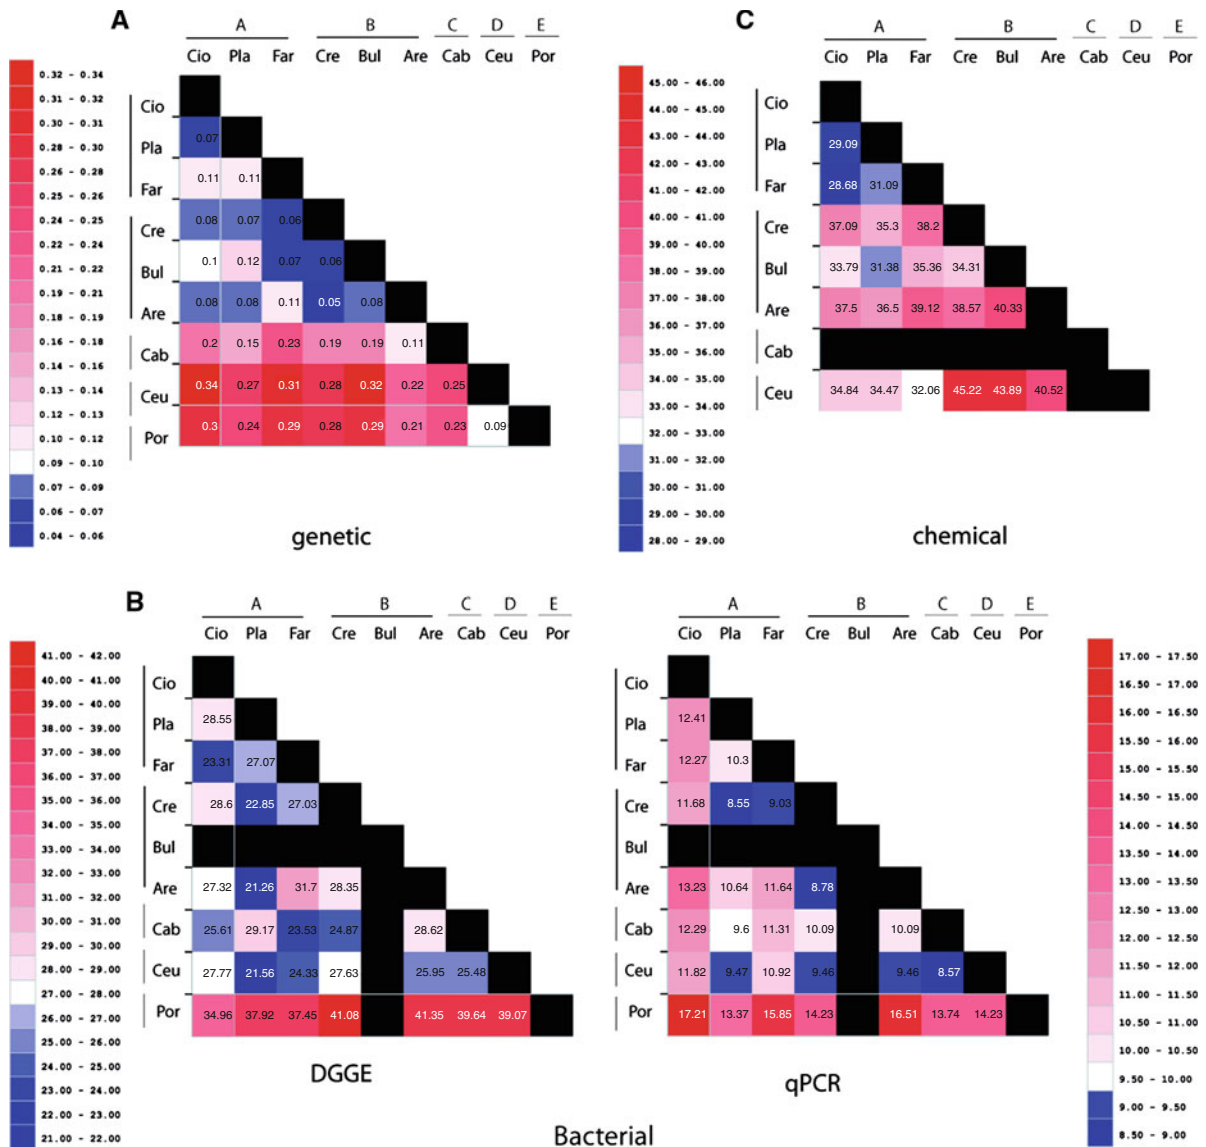 A
A B C D E
Cio Pla Far Cre Bul Are Cab Ceu Por
0.32 - 0.34
0.31 - 0.32
0.30 - 0.31
0.28 - 0.30
0.26 - 0.28
0.25 - 0.26
0.24 - 0.25
0.22 - 0.24
0.21 - 0.22
0.19 - 0.21
0.18 - 0.19
0.16 - 0.18
0.14 - 0.16
0.13 - 0.14
0.12 - 0.13
0.10 - 0.12
0.09 - 0.10
0.07 - 0.09
0.06 - 0.07
0.04 - 0.06
Cio
Pla 0.07
Far 0.11 0.11
Cre 0.08 0.07 0.06
Bul 0.1 0.12 0.07 0.06
Are 0.08 0.08 0.11 0.05 0.08
Cab 0.2 0.15 0.23 0.19 0.19 0.11
Ceu 0.34 0.27 0.31 0.28 0.32 0.22 0.25
Por 0.3 0.24 0.29 0.28 0.29 0.21 0.23 0.09
genetic
C
A B C D E
Cio Pla Far Cre Bul Are Cab Ceu Por
45.00 - 46.00
44.00 - 45.00
43.00 - 44.00
42.00 - 43.00
41.00 - 42.00
40.00 - 41.00
39.00 - 40.00
38.00 - 39.00
37.00 - 38.00
36.00 - 37.00
35.00 - 36.00
34.00 - 35.00
33.00 - 34.00
32.00 - 33.00
31.00 - 32.00
30.00 - 31.00
29.00 - 30.00
28.00 - 29.00
Cio
Pla 29.09
Far 28.68 31.09
Cre 37.09 35.3 38.2
Bul 33.79 31.38 35.36 34.31
Are 37.5 36.5 39.12 38.57 40.33
Cab
Ceu 34.84 34.47 32.06 45.22 43.89 40.52
chemical
B
A B C D E
Cio Pla Far Cre Bul Are Cab Ceu Por
41.00 - 42.00
40.00 - 41.00
39.00 - 40.00
38.00 - 39.00
37.00 - 38.00
36.00 - 37.00
35.00 - 36.00
34.00 - 35.00
33.00 - 34.00
32.00 - 33.00
31.00 - 32.00
30.00 - 31.00
29.00 - 30.00
28.00 - 29.00
27.00 - 28.00
26.00 - 27.00
25.00 - 26.00
24.00 - 25.00
23.00 - 24.00
22.00 - 23.00
21.00 - 22.00
Cio
Pla 28.55
Far 23.31 27.07
Cre 28.6 22.85 27.03
Bul
Are 27.32 21.26 31.7 28.35
Cab 25.61 29.17 23.53 24.87 28.62
Ceu 27.77 21.56 24.33 27.63 25.95 25.48
Por 34.96 37.92 37.45 41.08 41.35 39.64 39.07
DGGE
A B C D E
Cio Pla Far Cre Bul Are Cab Ceu Por
Cio
Pla 12.41
Far 12.27 10.3
Cre 11.68 8.55 9.03
Bul
Are 13.23 10.64 11.64 8.78
Cab 12.29 9.6 11.31 10.09 10.09
Ceu 11.82 9.47 10.92 9.46 9.46 8.57
Por 17.21 13.37 15.85 14.23 16.51 13.74 14.23
17.00 - 17.50
16.50 - 17.00
16.00 - 16.50
15.50 - 16.00
15.00 - 15.50
14.50 - 15.00
14.00 - 14.50
13.50 - 14.00
13.00 - 13.50
12.50 - 13.00
12.00 - 12.50
11.50 - 12.00
11.00 - 11.50
10.50 - 11.00
10.00 - 10.50
9.50 - 10.00
9.00 - 9.50
8.50 - 9.00
qPCR
Bacterial